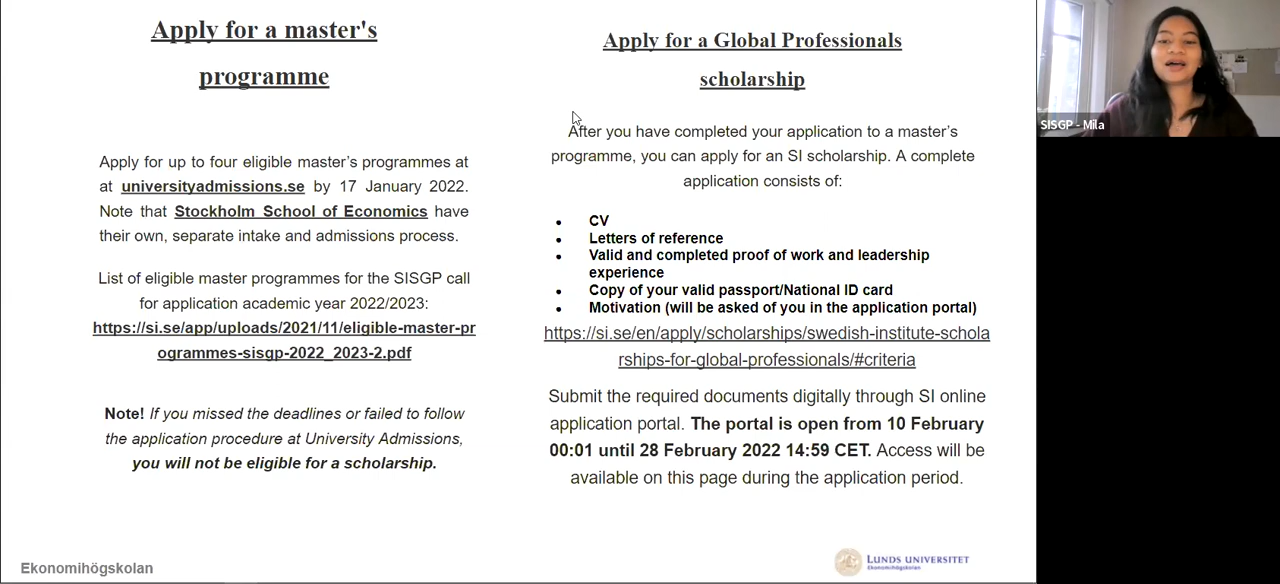 Apply for a master's
programme
Apply for up to four eligible master’s programmes at
at universityadmissions.se by 17 January 2022.
Note that Stockholm School of Economics have
their own, separate intake and admissions process.
List of eligible master programmes for the SISGP call
for application academic year 2022/2023:
https://si.se/app/uploads/2021/11/eligible-master-pr
ogrammes-sisgp-2022_2023-2.pdf
Note! If you missed the deadlines or failed to follow
the application procedure at University Admissions,
you will not be eligible for a scholarship.
Ekonomihögskolan
Apply for a Global Professionals
scholarship
After you have completed your application to a master’s
programme, you can apply for an SI scholarship. A complete
application consists of:
• CV
• Letters of reference
• Valid and completed proof of work and leadership
experience
• Copy of your valid passport/National ID card
• Motivation (will be asked of you in the application portal)
https://si.se/en/apply/scholarships/swedish-institute-schola
rships-for-global-professionals/#criteria
Submit the required documents digitally through SI online
application portal. The portal is open from 10 February
00:01 until 28 February 2022 14:59 CET. Access will be
available on this page during the application period.
LUNDS UNIVERSITET
Ekonomihögskolan
SISGP - Mila